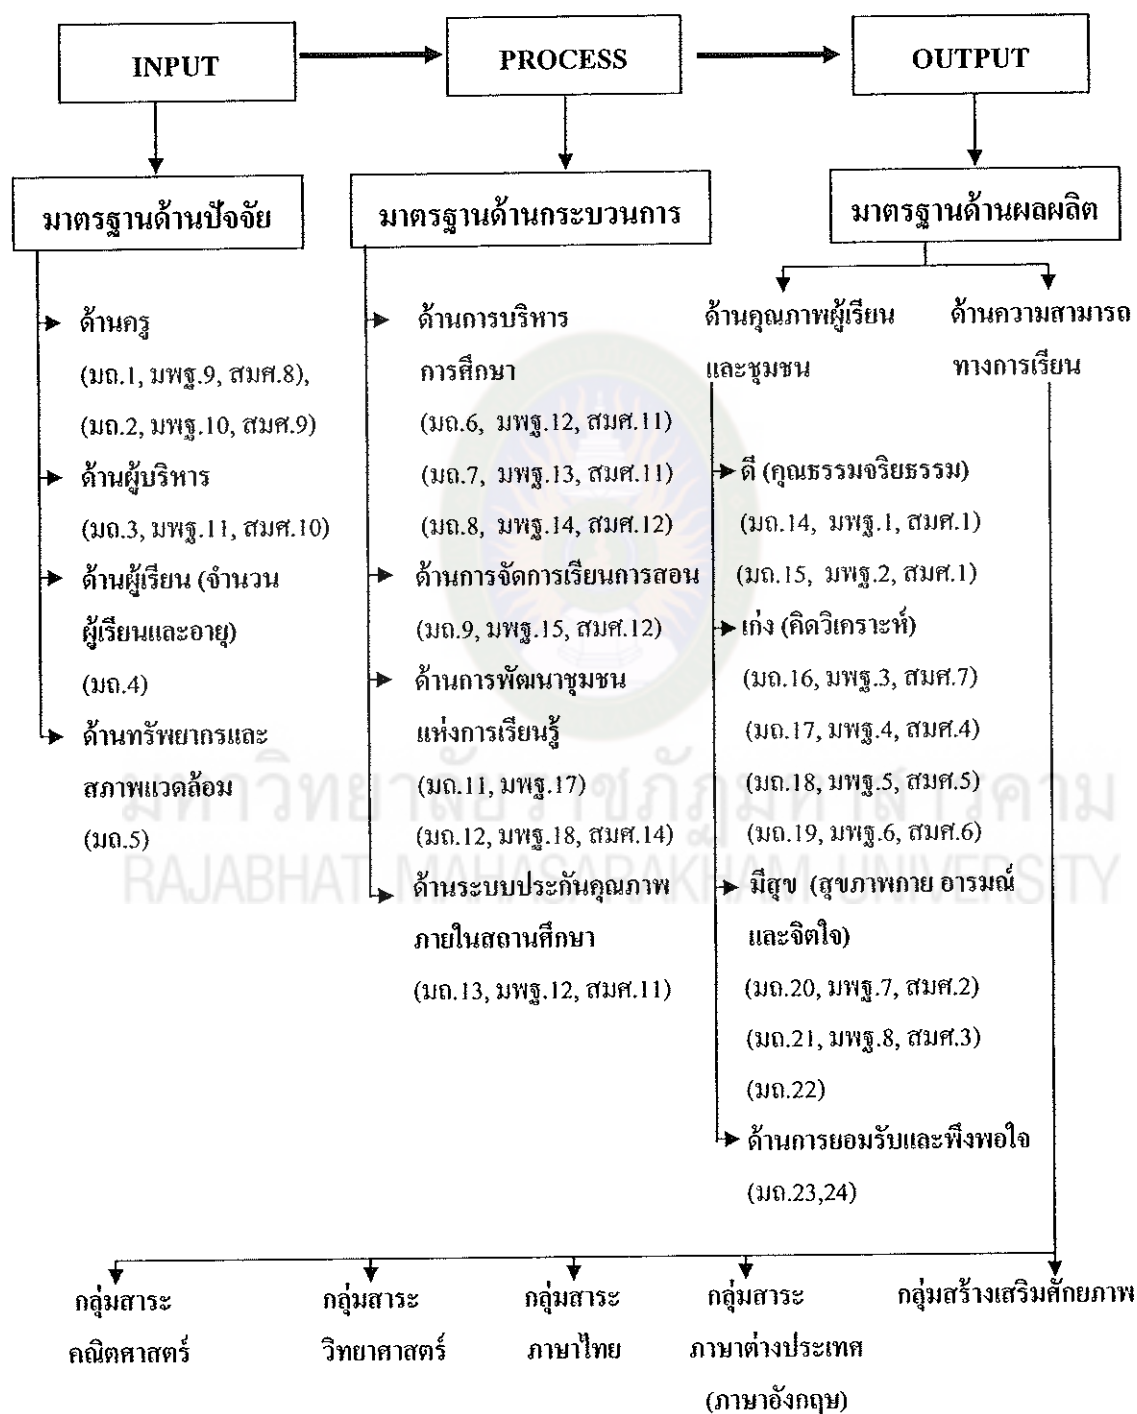 INPUT
PROCESS
OUTPUT
มาตรฐานด้านปัจจัย
ด้านครู
(มถ.1, มพฐ.9, สมศ.8),
(มถ.2, มพฐ.10, สมศ.9)
ด้านผู้บริหาร
(มถ.3, มพฐ.11, สมศ.10)
ด้านผู้เรียน (จำนวน
ผู้เรียนและอายุ)
(มถ.4)
ด้านทรัพยากรและ
สภาพแวดล้อม
(มถ.5)
มาตรฐานด้านกระบวนการ
ด้านการบริหาร
การศึกษา
(มถ.6, มพฐ.12, สมศ.11)
(มถ.7, มพฐ.13, สมศ.11)
(มถ.8, มพฐ.14, สมศ.12)
ด้านการจัดการเรียนการสอน
(มถ.9, มพฐ.15, สมศ.12)
ด้านการพัฒนาชุมชน
แห่งการเรียนรู้
(มถ.11, มพฐ.17)
(มถ.12, มพฐ.18, สมศ.14)
ด้านระบบประกันคุณภาพ
ภายในสถานศึกษา
(มถ.13, มพฐ.12, สมศ.11)
มาตรฐานด้านผลผลิต
ด้านคุณภาพผู้เรียน
และชุมชน
ดี (คุณธรรมจริยธรรม)
(มถ.14, มพฐ.1, สมศ.1)
(มถ.15, มพฐ.2, สมศ.1)
เก่ง (คิดวิเคราะห์)
(มถ.16, มพฐ.3, สมศ.7)
(มถ.17, มพฐ.4, สมศ.4)
(มถ.18, มพฐ.5, สมศ.5)
(มถ.19, มพฐ.6, สมศ.6)
มีสุข (สุขภาพกาย อารมณ์
และจิตใจ)
(มถ.20, มพฐ.7, สมศ.2)
(มถ.21, มพฐ.8, สมศ.3)
(มถ.22)
ด้านการยอมรับและพึงพอใจ
(มถ.23,24)
ด้านความสามารถ
ทางการเรียน
กลุ่มสาระ
คณิตศาสตร์
กลุ่มสาระ
วิทยาศาสตร์
กลุ่มสาระ
ภาษาไทย
กลุ่มสาระ
ภาษาต่างประเทศ
(ภาษาอังกฤษ)
กลุ่มสร้างเสริมศักยภาพ
มหาวิทยาลัยราชภัฏมหาสารคาม
RAJABHAT MAHASARAKHAM UNIVERSITY